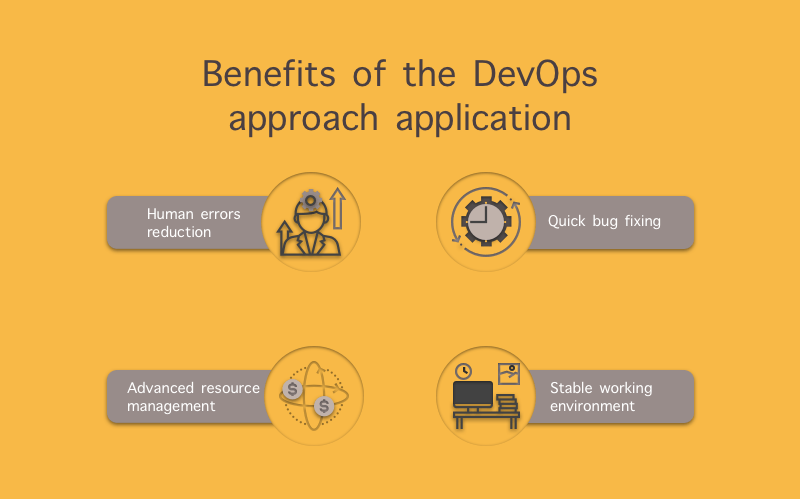 Benefits of the DevOps
approach application
Human errors
reduction
Quick bug fixing
Advanced resource
management
$
$
Stable working
environment